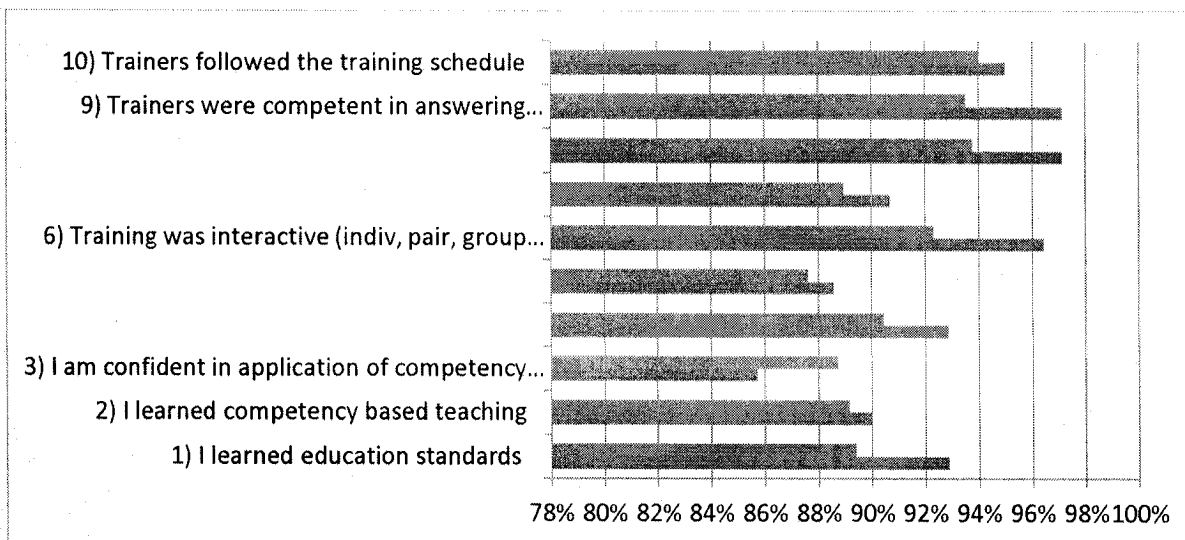 10) Trainers followed the training schedule
9) Trainers were competent in answering...
6) Training was interactive (indiv, pair, group...
3) I am confident in application of competency...
2) I learned competency based teaching
1) I learned education standards
78% 80% 82% 84% 86% 88% 90% 92% 94% 96% 98% 100%